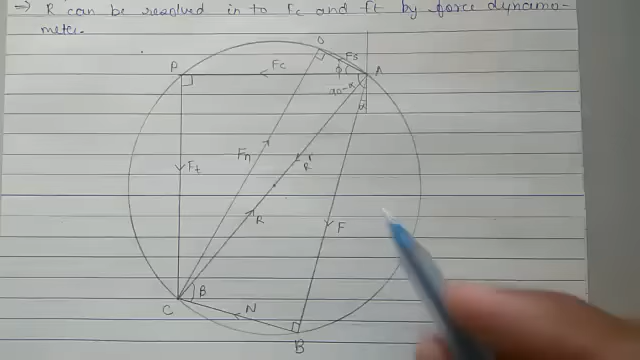 ⇒ R can be resolved in to Fc and ft by force dynamo-
meter.
D
P
Fc
Fs
ϕ
A
90-α
α
Fn
R'
Ft
R
F
β
C
N
B